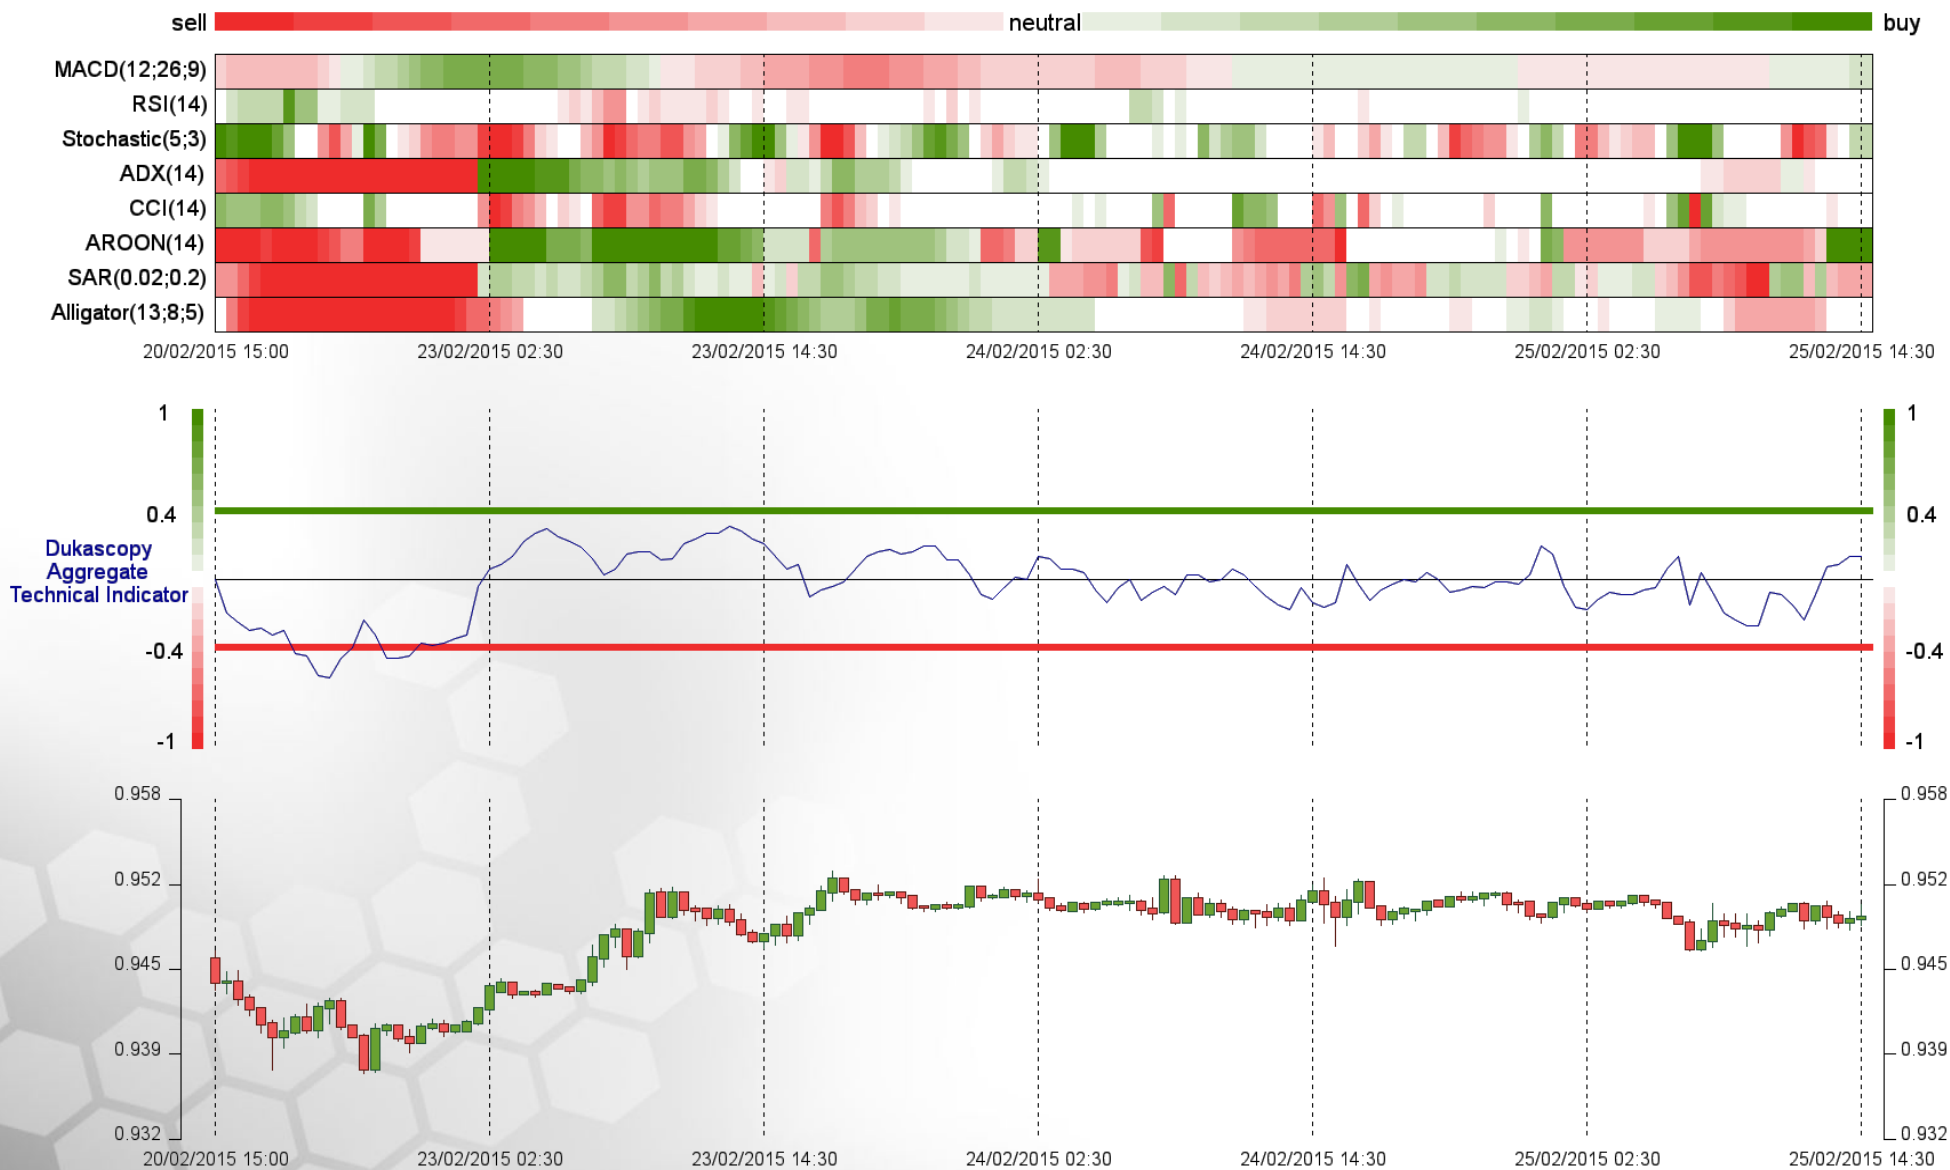 sell neutral buy
MACD(12;26;9)
RSI(14)
Stochastic(5;3)
ADX(14)
CCI(14)
AROON(14)
SAR(0.02;0.2)
Alligator(13;8;5)
20/02/2015 15:00 23/02/2015 02:30 23/02/2015 14:30 24/02/2015 02:30 24/02/2015 14:30 25/02/2015 02:30 25/02/2015 14:30
1 1
0.4 0.4
Dukascopy
Aggregate
Technical Indicator
-0.4 -0.4
-1 -1
0.958 0.958
0.952 0.952
0.945 0.945
0.939 0.939
0.932 0.932
20/02/2015 15:00 23/02/2015 02:30 23/02/2015 14:30 24/02/2015 02:30 24/02/2015 14:30 25/02/2015 02:30 25/02/2015 14:30